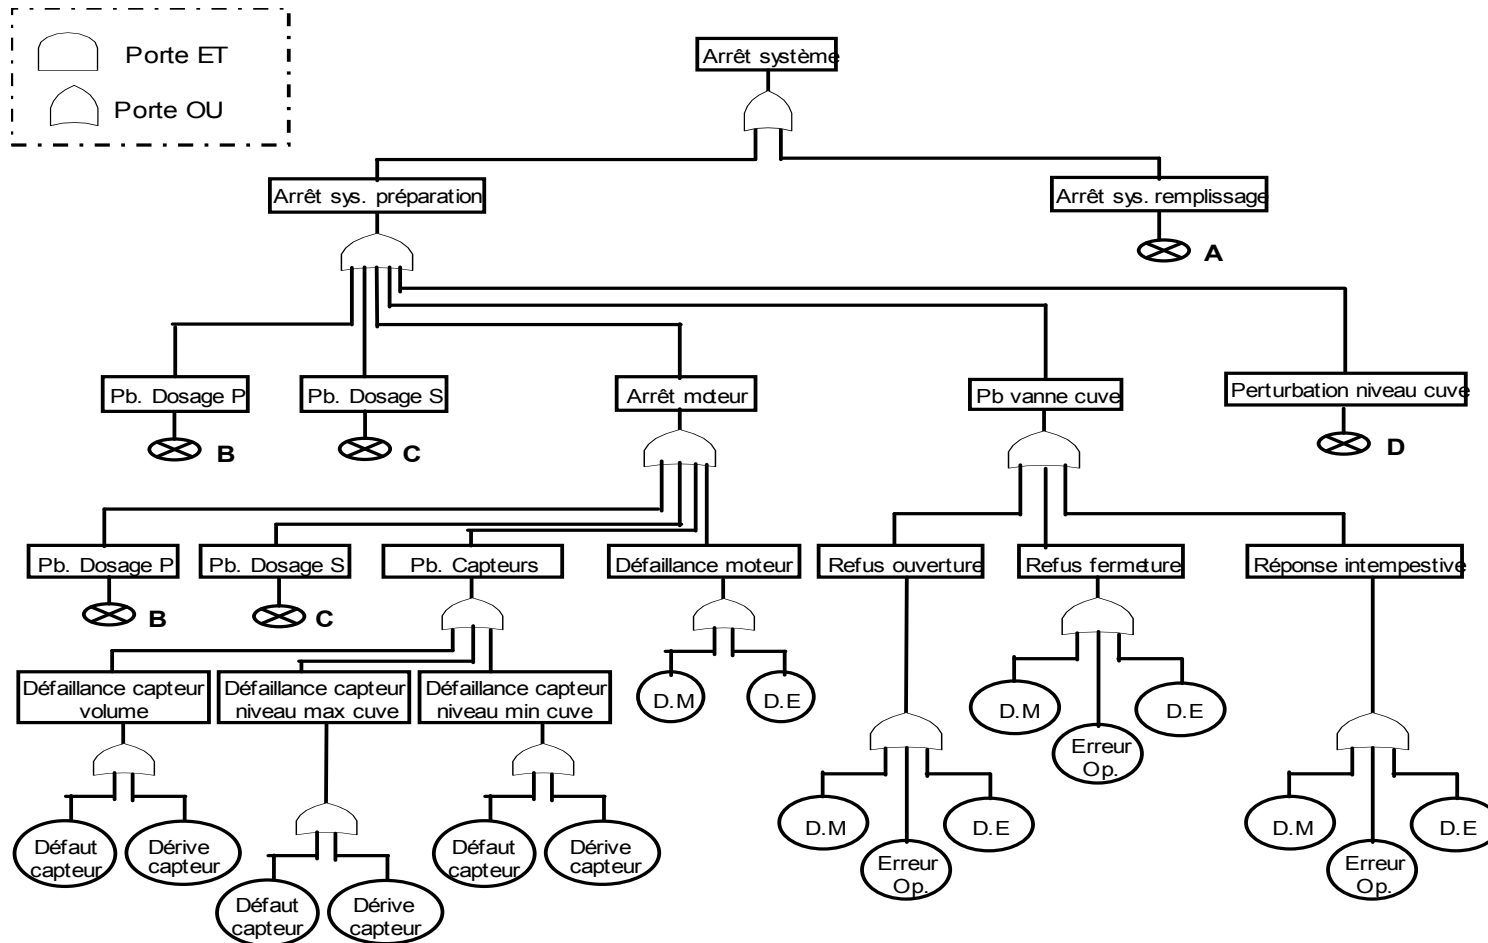 Porte ET
Porte OU
Arrêt système
Arrêt sys. préparation
Arrêt sys. remplissage
A
Pb. Dosage P
Pb. Dosage S
Arrêt moteur
Pb vanne cuve
Perturbation niveau cuve
B
C
D
Pb. Dosage P
Pb. Dosage S
Pb. Capteurs
Défaillance moteur
Refus ouverture
Refus fermeture
Réponse intempestive
B
C
Défaillance capteur
volume
Défaillance capteur
niveau max cuve
Défaillance capteur
niveau min cuve
D.M
D.E
D.M
Erreur
Op.
D.E
Défaut
capteur
Dérive
capteur
Défaut
capteur
Dérive
capteur
Défaut
capteur
Dérive
capteur
D.M
Erreur
Op.
D.E
D.M
Erreur
Op.
D.E